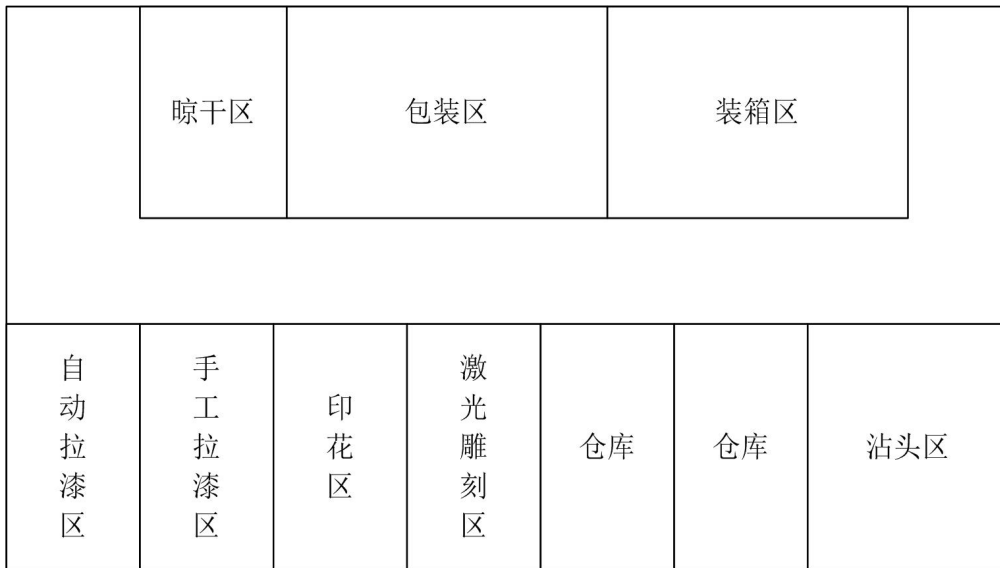 晾干区
包装区
装箱区
自动拉漆区
手工拉漆区
印花区
激光雕刻区
仓库
仓库
沾头区